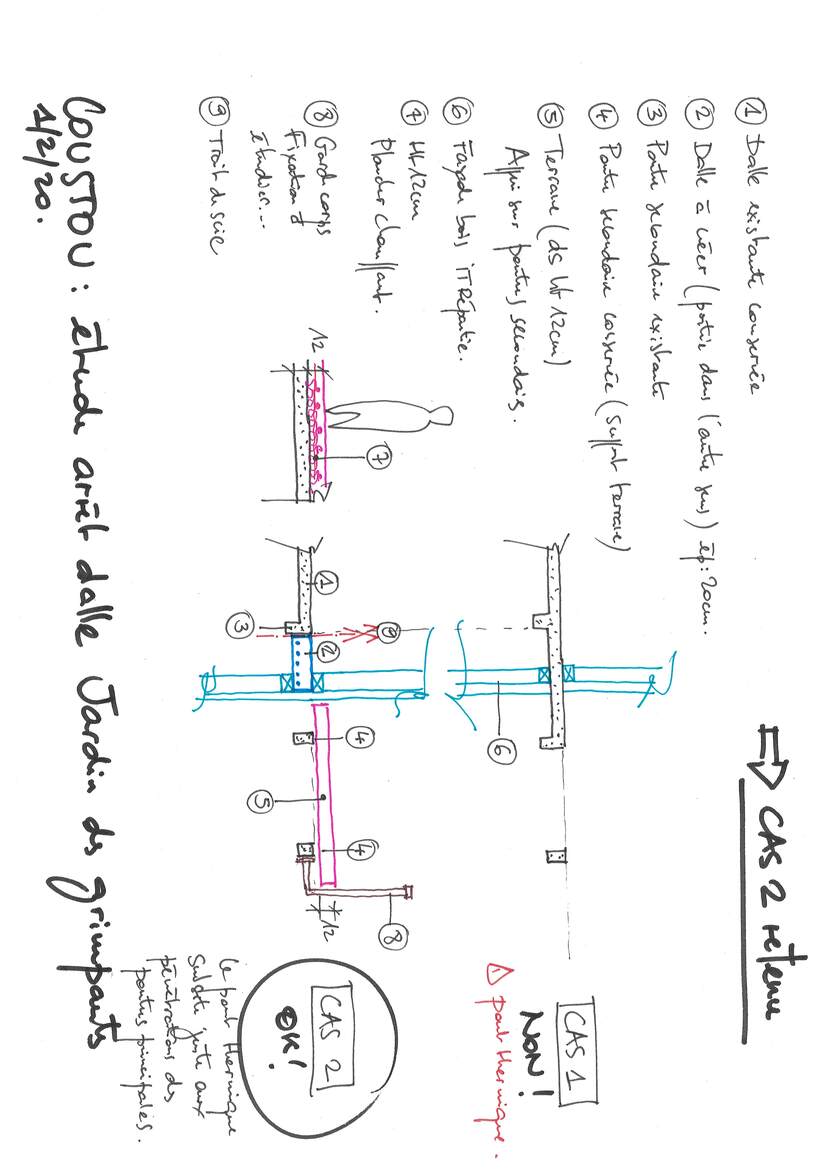 ⇨ CAS 2 retenu
① Dalle existante conservée
② Dalle à créer (portée dans l'autre sens) ép: 20cm.
③ Poutre secondaire existante
④ Poutre secondaire conservée (support terrasse)
⑤ Terrasse (ds Ht 12cm)
Appui sur poutres secondaires.
⑥ Façade bois ITRépartie.
⑦ Ht 12cm
Plancher chauffant.
⑧ Garde corps
Fixation à
étudier...
⑨ Trait de scie
CAS 1
NON !
⚠ pont thermique.
⑥
⑦
12
①
⑨
②
③
④
④
⑤
⑧
12
CAS 2
OK!
Le pont thermique
subsiste juste aux
pénétrations des
poutres principales.
COUSTOU : étude arrêt dalle Jardin des grimpants
1/2/20.